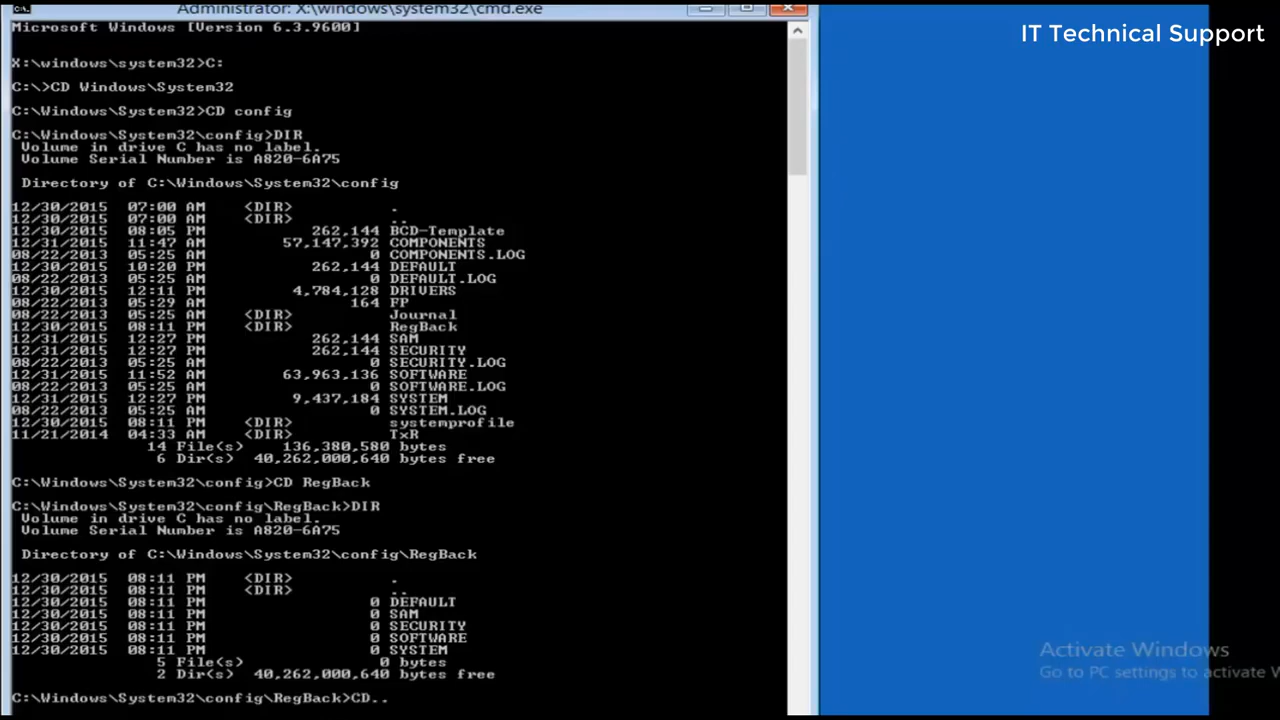 Administrator: X:\windows\system32\cmd.exe
IT Technical Support
Microsoft Windows [Version 6.3.9600]
X:\windows\system32>C:
C:\>CD Windows\System32
C:\Windows\System32>CD config
C:\Windows\System32\config>DIR
Volume in drive C has no label.
Volume Serial Number is A820-6A75
Directory of C:\Windows\System32\config
12/30/2015 07:00 AM <DIR> .
12/30/2015 07:00 AM <DIR> ..
12/30/2015 08:05 PM 262,144 BCD-Template
12/31/2015 11:47 AM 57,147,392 COMPONENTS
08/22/2013 05:25 AM 0 COMPONENTS.LOG
12/30/2015 10:20 PM 262,144 DEFAULT
08/22/2013 05:25 AM 0 DEFAULT.LOG
12/30/2015 12:11 PM 4,784,128 DRIVERS
08/22/2013 05:29 AM 164 FP
08/22/2013 05:25 AM <DIR> Journal
12/30/2015 08:11 PM <DIR> RegBack
12/31/2015 12:27 PM 262,144 SAM
12/31/2015 12:27 PM 262,144 SECURITY
08/22/2013 05:25 AM 0 SECURITY.LOG
12/31/2015 11:52 AM 63,963,136 SOFTWARE
08/22/2013 05:25 AM 0 SOFTWARE.LOG
12/31/2015 12:27 PM 9,437,184 SYSTEM
08/22/2013 05:25 AM 0 SYSTEM.LOG
12/30/2015 08:11 PM <DIR> systemprofile
11/21/2014 04:33 AM <DIR> TxR
14 File(s) 136,380,580 bytes
6 Dir(s) 40,262,000,640 bytes free
C:\Windows\System32\config>CD RegBack
C:\Windows\System32\config\RegBack>DIR
Volume in drive C has no label.
Volume Serial Number is A820-6A75
Directory of C:\Windows\System32\config\RegBack
12/30/2015 08:11 PM <DIR> .
12/30/2015 08:11 PM <DIR> ..
12/30/2015 08:11 PM 0 DEFAULT
12/30/2015 08:11 PM 0 SAM
12/30/2015 08:11 PM 0 SECURITY
12/30/2015 08:11 PM 0 SOFTWARE
12/30/2015 08:11 PM 0 SYSTEM
5 File(s) 0 bytes
2 Dir(s) 40,262,000,640 bytes free
C:\Windows\System32\config\RegBack>CD..
Activate Windows
Go to PC settings to activate W